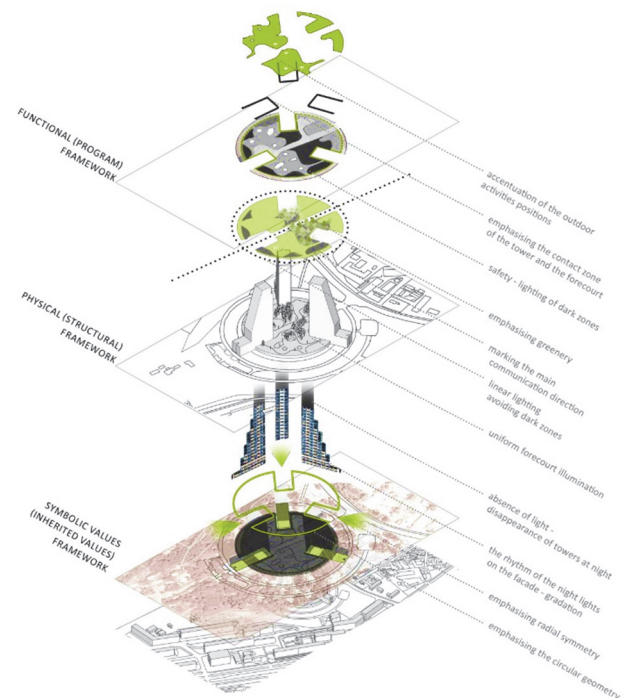 FUNCTIONAL (PROGRAM)
FRAMEWORK
accentuation of the outdoor
activities positions
emphasising the contact zone
of the tower and the forecourt
safety - lighting of dark zones
emphasising greenery
PHYSICAL (STRUCTURAL)
FRAMEWORK
marking the main
communication direction
linear lighting
avoiding dark zones
uniform forecourt illumination
SYMBOLIC VALUES
(INHERITED VALUES)
FRAMEWORK
absence of light -
disappearance of towers at night
the rhythm of the night lights
on the facade - gradation
emphasising radial symmetry
emphasising the circular geometry